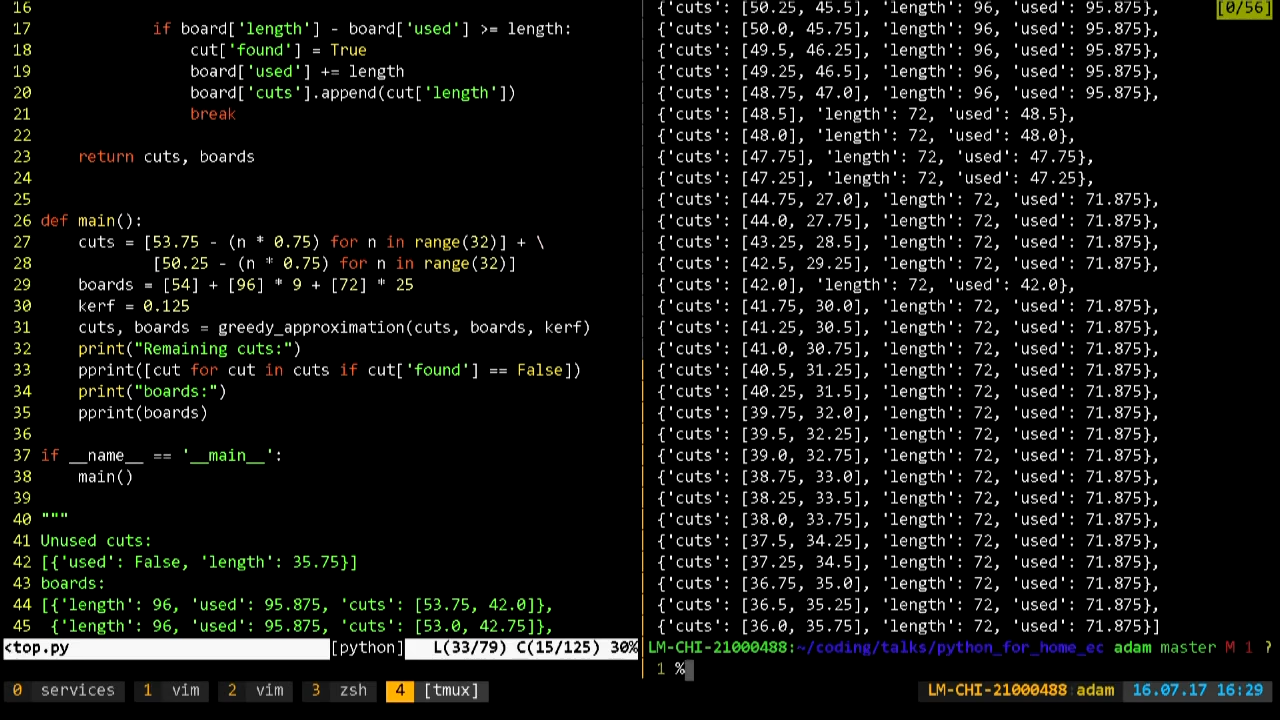 16
17 if board['length'] - board['used'] >= length:
18 cut['found'] = True
19 board['used'] += length
20 board['cuts'].append(cut['length'])
21 break
22
23 return cuts, boards
24
25
26 def main():
27 cuts = [53.75 - (n * 0.75) for n in range(32)] + \
28 [50.25 - (n * 0.75) for n in range(32)]
29 boards = [54] + [96] * 9 + [72] * 25
30 kerf = 0.125
31 cuts, boards = greedy_approximation(cuts, boards, kerf)
32 print("Remaining cuts:")
33 pprint([cut for cut in cuts if cut['found'] == False])
34 print("boards:")
35 pprint(boards)
36
37 if __name__ == '__main__':
38 main()
39
40 """
41 Unused cuts:
42 [{'used': False, 'length': 35.75}]
43 boards:
44 [{'length': 96, 'used': 95.875, 'cuts': [53.75, 42.0]},
45 {'length': 96, 'used': 95.875, 'cuts': [53.0, 42.75]},
<top.py [python] L(33/79) C(15/125) 30%
{'cuts': [50.25, 45.5], 'length': 96, 'used': 95.875}, [0/56]
{'cuts': [50.0, 45.75], 'length': 96, 'used': 95.875},
{'cuts': [49.5, 46.25], 'length': 96, 'used': 95.875},
{'cuts': [49.25, 46.5], 'length': 96, 'used': 95.875},
{'cuts': [48.75, 47.0], 'length': 96, 'used': 95.875},
{'cuts': [48.5], 'length': 72, 'used': 48.5},
{'cuts': [48.0], 'length': 72, 'used': 48.0},
{'cuts': [47.75], 'length': 72, 'used': 47.75},
{'cuts': [47.25], 'length': 72, 'used': 47.25},
{'cuts': [44.75, 27.0], 'length': 72, 'used': 71.875},
{'cuts': [44.0, 27.75], 'length': 72, 'used': 71.875},
{'cuts': [43.25, 28.5], 'length': 72, 'used': 71.875},
{'cuts': [42.5, 29.25], 'length': 72, 'used': 71.875},
{'cuts': [42.0], 'length': 72, 'used': 42.0},
{'cuts': [41.75, 30.0], 'length': 72, 'used': 71.875},
{'cuts': [41.25, 30.5], 'length': 72, 'used': 71.875},
{'cuts': [41.0, 30.75], 'length': 72, 'used': 71.875},
{'cuts': [40.5, 31.25], 'length': 72, 'used': 71.875},
{'cuts': [40.25, 31.5], 'length': 72, 'used': 71.875},
{'cuts': [39.75, 32.0], 'length': 72, 'used': 71.875},
{'cuts': [39.5, 32.25], 'length': 72, 'used': 71.875},
{'cuts': [39.0, 32.75], 'length': 72, 'used': 71.875},
{'cuts': [38.75, 33.0], 'length': 72, 'used': 71.875},
{'cuts': [38.25, 33.5], 'length': 72, 'used': 71.875},
{'cuts': [38.0, 33.75], 'length': 72, 'used': 71.875},
{'cuts': [37.5, 34.25], 'length': 72, 'used': 71.875},
{'cuts': [37.25, 34.5], 'length': 72, 'used': 71.875},
{'cuts': [36.75, 35.0], 'length': 72, 'used': 71.875},
{'cuts': [36.5, 35.25], 'length': 72, 'used': 71.875},
{'cuts': [36.0, 35.75], 'length': 72, 'used': 71.875}]
LM-CHI-21000488:~/coding/talks/python_for_home_ec adam master M 1 ?
1 %
0 services 1 vim 2 vim 3 zsh 4 [tmux] LM-CHI-21000488 adam 16.07.17 16:29